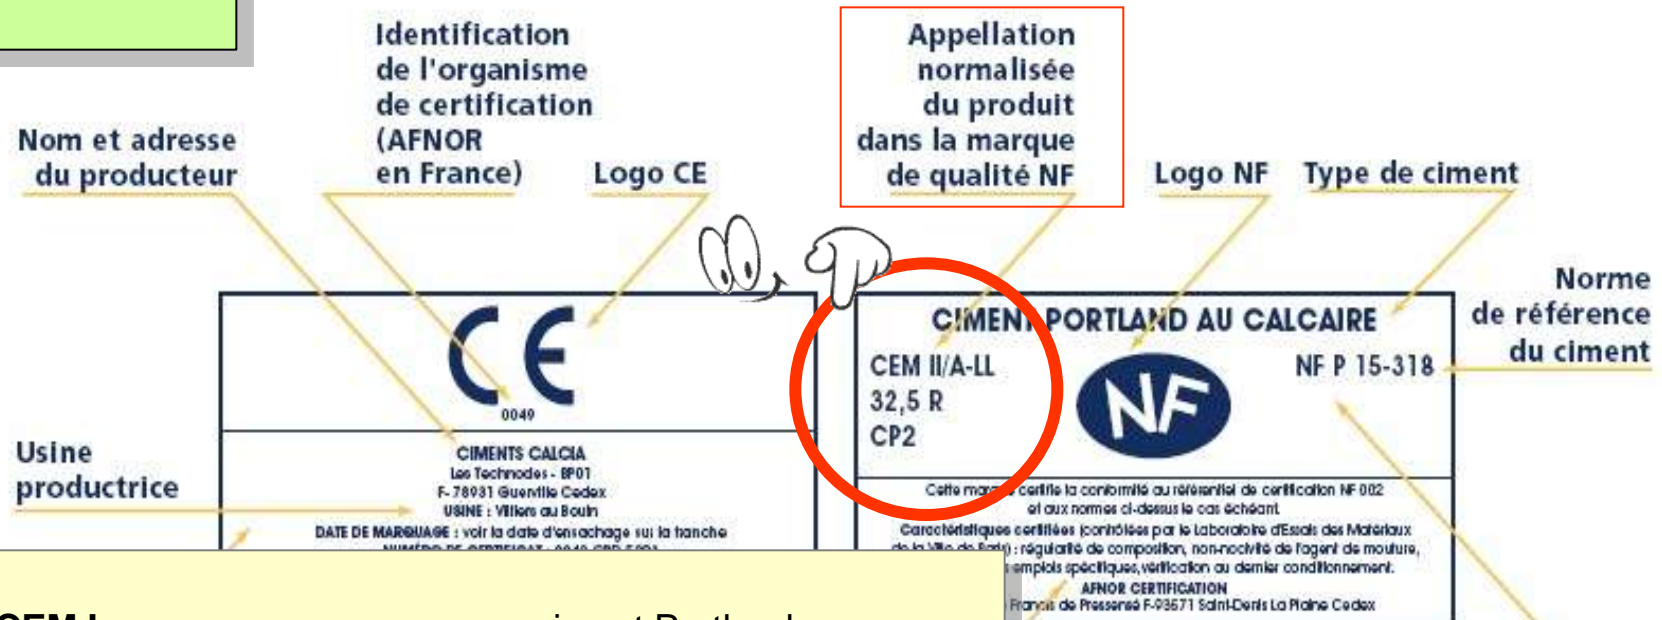 Identification
de l'organisme
de certification
(AFNOR
en France)
Appellation
normalisée
du produit
dans la marque
de qualité NF
Nom et adresse
du producteur
Logo CE
Logo NF
Type de ciment
Norme
de référence
du ciment
CE
0049
CIMENT PORTLAND AU CALCAIRE
CEM II/A-LL
32,5 R
CP2
NF
NF P 15-318
Usine
productrice
CIMENTS CALCIA
Les Technodes - BP01
F- 78931 Guerville Cedex
USINE : Villiers au Bouin
DATE DE MARQUAGE : voir la date d'ensachage sur la tranche
Cette marque certifie la conformité au référentiel de certification NF 002
et aux normes ci-dessus le cas échéant.
Caractéristiques certifiées (contrôlées par le Laboratoire d'Essais des Matériaux
de la Ville de Paris) : régularité de composition, non-nocivité de l'agent de mouture,
emplois spécifiques, vérification au dernier conditionnement.
AFNOR CERTIFICATION
Francis de Pressensé F-93571 Saint-Denis La Plaine Cedex
CEM I